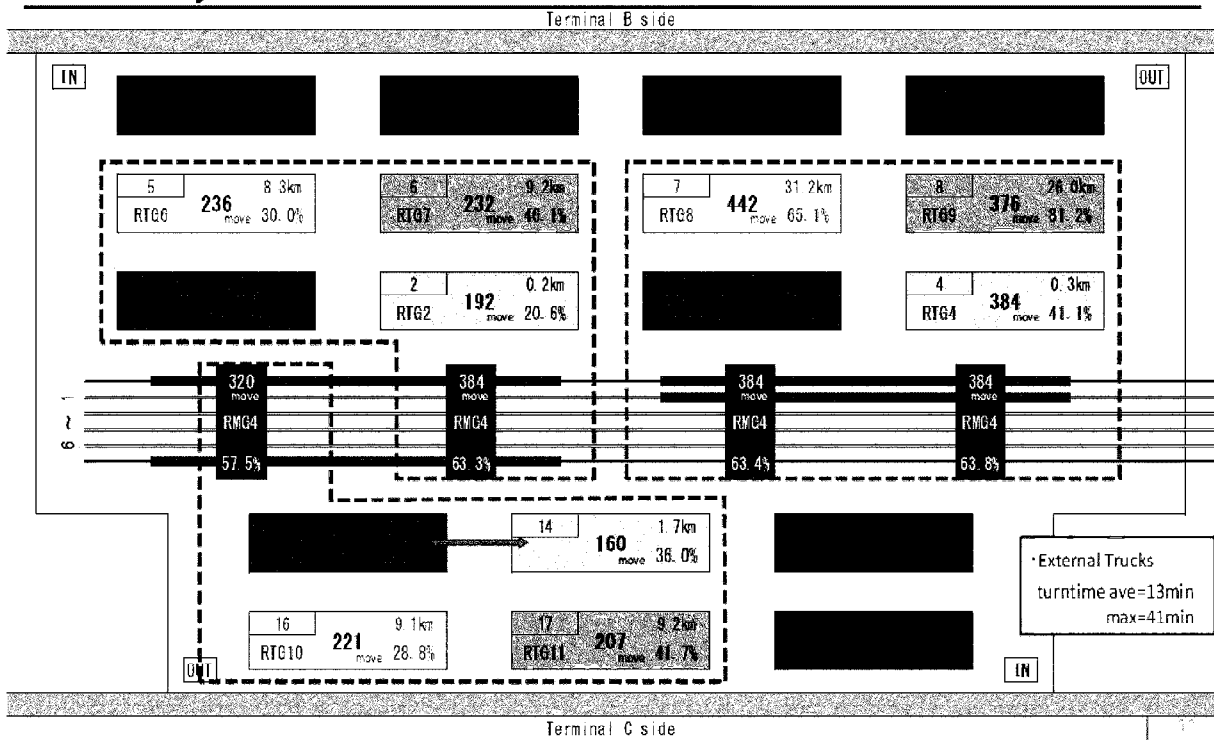 Terminal B side
IN
OUT
5
8.3km
RTG6
236
move
30.0%
6
9.2km
RTG7
232
move
7
31.2km
RTG8
442
move
65.1%
8
26.0km
RTG9
376
move
2
0.2km
RTG2
192
move
20.6%
4
0.3km
RTG4
384
move
41.1%
320
move
RMG4
57.5%
384
move
RMG4
63.3%
384
move
RMG4
63.4%
384
move
RMG4
63.8%
1
~
6
14
1.7km
160
move
36.0%
16
9.1km
RTG10
221
move
28.8%
17
9.2km
RTG11
207
move
41.7%
・External Trucks
turntime ave=13min
max=41min
OUT
IN
Terminal C side